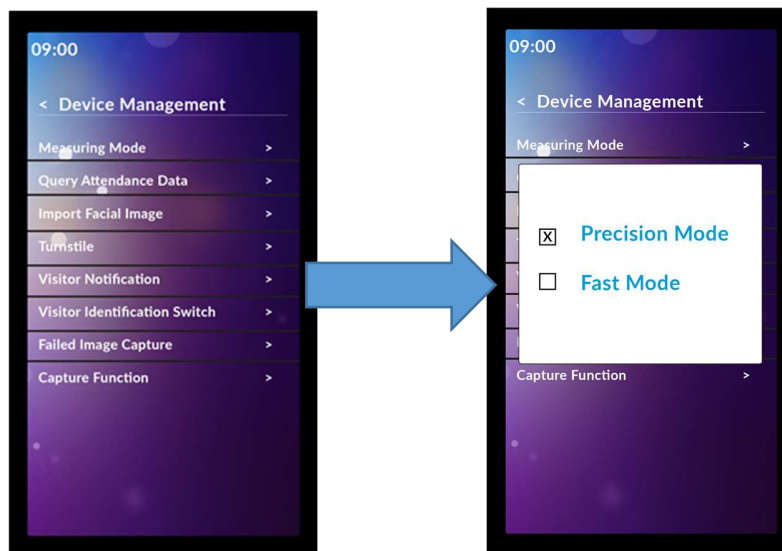 09:00
< Device Management
Measuring Mode >
Query Attendance Data >
Import Facial Image >
Turnstile >
Visitor Notification >
Visitor Identification Switch >
Failed Image Capture >
Capture Function >
09:00
< Device Management
Measuring Mode >
X Precision Mode
Fast Mode
Capture Function >